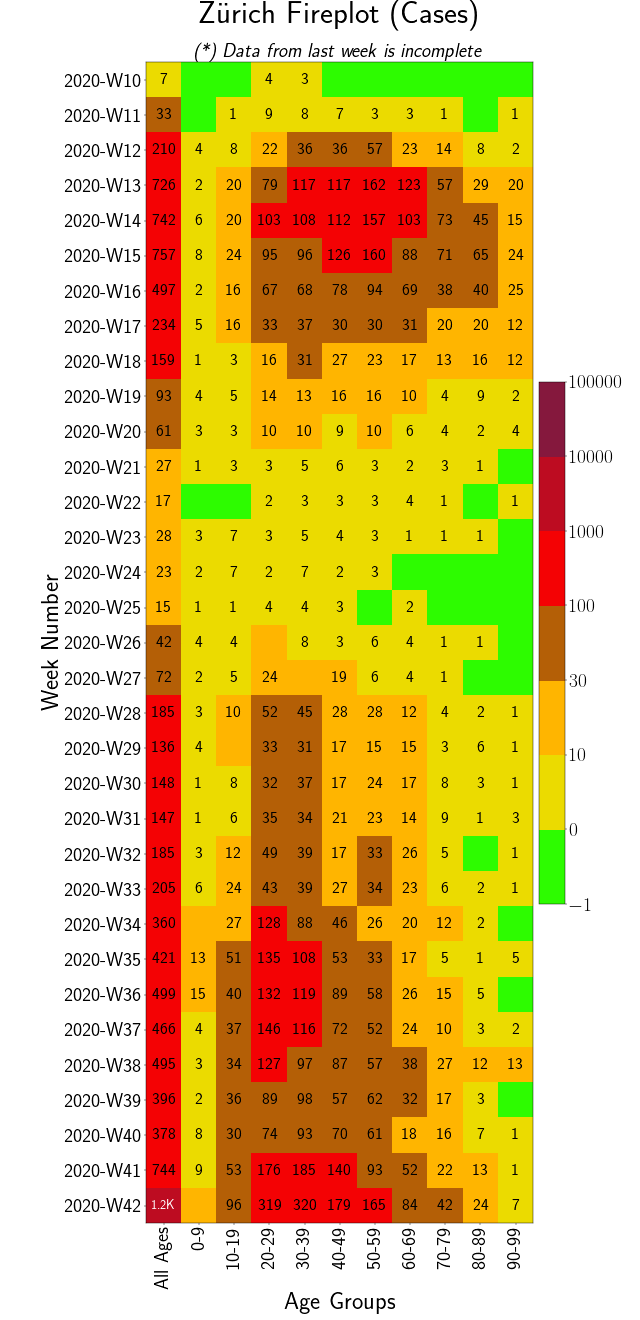 Zürich Fireplot (Cases)
(*) Data from last week is incomplete
2020-W10 7 4 3
2020-W11 33 1 9 8 7 3 3 1 1
2020-W12 210 4 8 22 36 36 57 23 14 8 2
2020-W13 726 2 20 79 117 117 162 123 57 29 20
2020-W14 742 6 20 103 108 112 157 103 73 45 15
2020-W15 757 8 24 95 96 126 160 88 71 65 24
2020-W16 497 2 16 67 68 78 94 69 38 40 25
2020-W17 234 5 16 33 37 30 30 31 20 20 12
2020-W18 159 1 3 16 31 27 23 17 13 16 12
2020-W19 93 4 5 14 13 16 16 10 4 9 2
2020-W20 61 3 3 10 10 9 10 6 4 2 4
2020-W21 27 1 3 3 5 6 3 2 3 1
2020-W22 17 2 3 3 3 4 1 1
2020-W23 28 3 7 3 5 4 3 1 1 1
2020-W24 23 2 7 2 7 2 3
2020-W25 15 1 1 4 4 3 2
2020-W26 42 4 4 8 3 6 4 1 1
2020-W27 72 2 5 24 19 6 4 1
2020-W28 185 3 10 52 45 28 28 12 4 2 1
2020-W29 136 4 33 31 17 15 15 3 6 1
2020-W30 148 1 8 32 37 17 24 17 8 3 1
2020-W31 147 1 6 35 34 21 23 14 9 1 3
2020-W32 185 3 12 49 39 17 33 26 5 1
2020-W33 205 6 24 43 39 27 34 23 6 2 1
2020-W34 360 27 128 88 46 26 20 12 2
2020-W35 421 13 51 135 108 53 33 17 5 1 5
2020-W36 499 15 40 132 119 89 58 26 15 5
2020-W37 466 4 37 146 116 72 52 24 10 3 2
2020-W38 495 3 34 127 97 87 57 38 27 12 13
2020-W39 396 2 36 89 98 57 62 32 17 3
2020-W40 378 8 30 74 93 70 61 18 16 7 1
2020-W41 744 9 53 176 185 140 93 52 22 13 1
2020-W42 1.2K 96 319 320 179 165 84 42 24 7
All Ages 0-9 10-19 20-29 30-39 40-49 50-59 60-69 70-79 80-89 90-99
Age Groups
Week Number
100000
10000
1000
100
30
10
0
−1